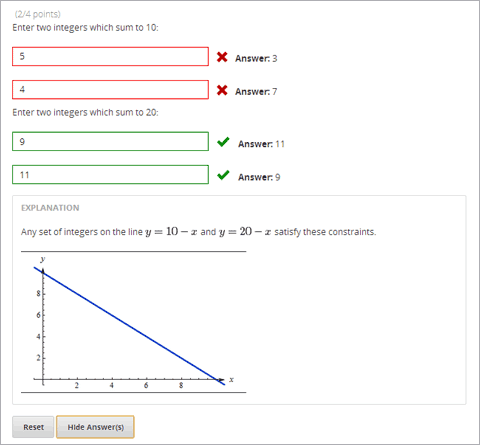 (2/4 points)
Enter two integers which sum to 10:
5
Answer: 3
4
Answer: 7
Enter two integers which sum to 20:
9
Answer: 11
11
Answer: 9
EXPLANATION
Any set of integers on the line y = 10 − x and y = 20 − x satisfy these constraints.
y
8
6
4
2
2 4 6 8 x
Reset Hide Answer(s)